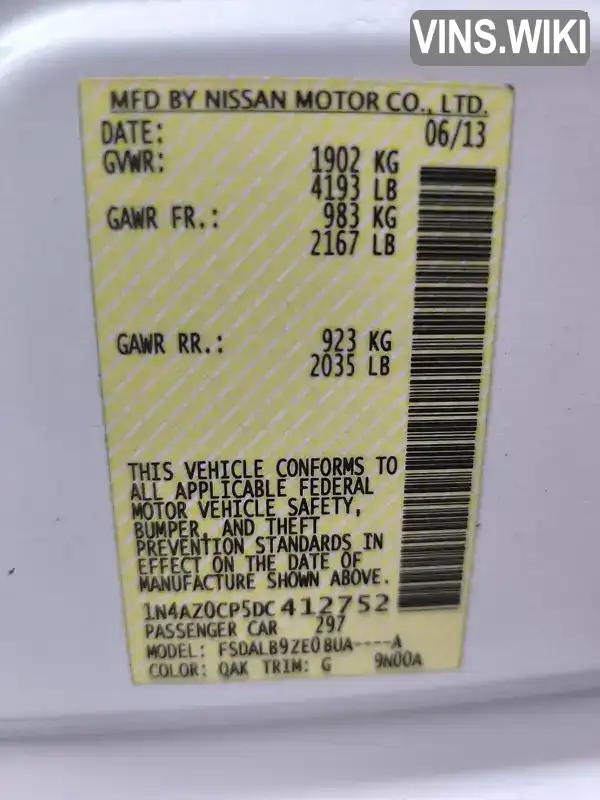 VINS.WIKI
MFD BY NISSAN MOTOR CO., LTD.
DATE: 06/13
GVWR: 1902 KG
4193 LB
GAWR FR.: 983 KG
2167 LB
GAWR RR.: 923 KG
2035 LB
THIS VEHICLE CONFORMS TO
ALL APPLICABLE FEDERAL
MOTOR VEHICLE SAFETY,
BUMPER, AND THEFT
PREVENTION STANDARDS IN
EFFECT ON THE DATE OF
MANUFACTURE SHOWN ABOVE.
1N4AZ0CP5DC412752
PASSENGER CAR 297
MODEL: FSDALB9ZE0BUA----A
COLOR: QAK TRIM: G 9N00A